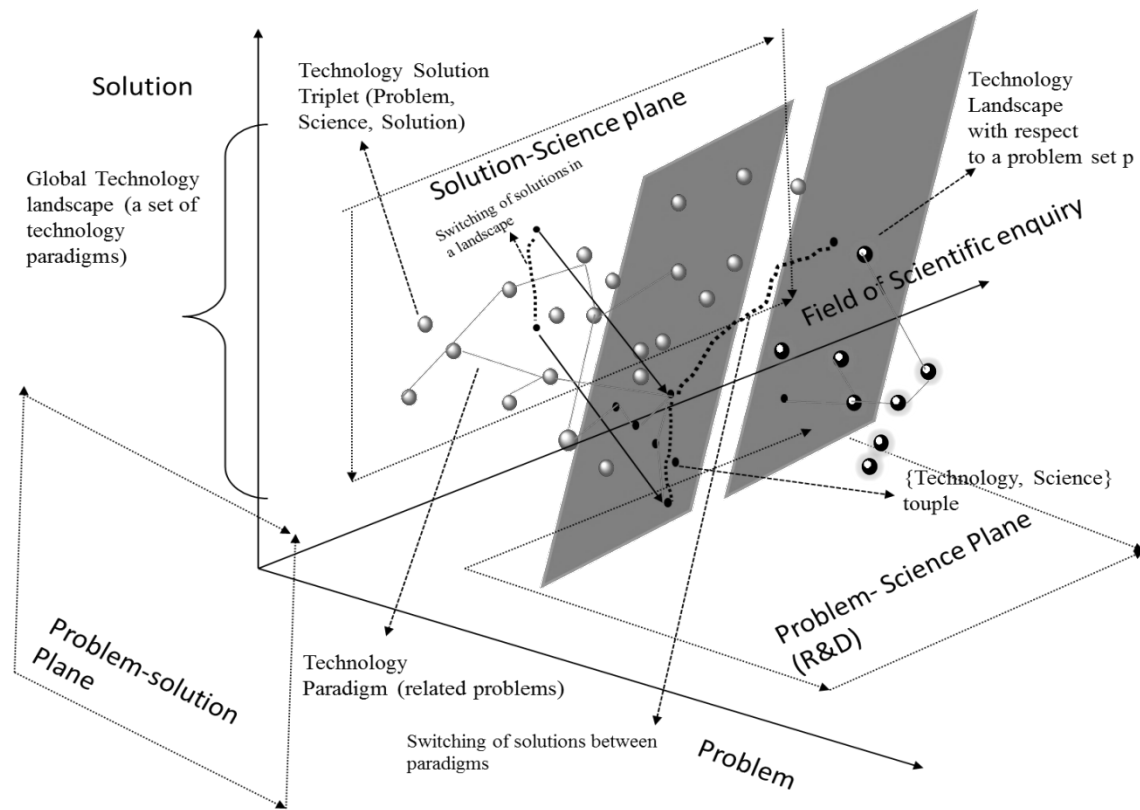 Solution
Technology Solution
Triplet (Problem,
Science, Solution)
Technology
Landscape
with respect
to a problem set p
Solution-Science plane
Switching of solutions in
a landscape
Global Technology
landscape (a set of
technology
paradigms)
Field of Scientific enquiry
{Technology, Science}
touple
Problem- Science Plane
(R&D)
Problem-solution
Plane
Technology
Paradigm (related problems)
Switching of solutions between
paradigms
Problem